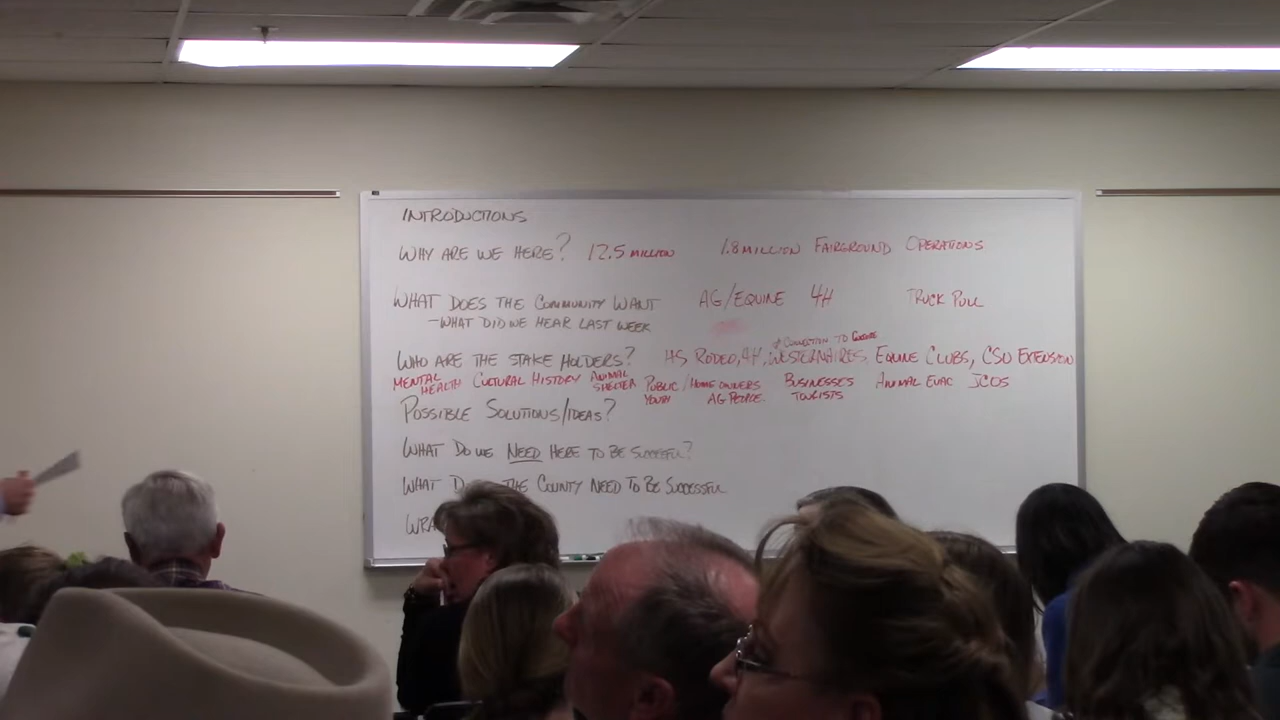 INTRODUCTIONS
WHY ARE WE HERE? 12.5 MILLION 1.8 MILLION FAIRGROUND OPERATIONS
WHAT DOES THE COMMUNITY WANT AG/EQUINE 4H TRUCK PULL
-WHAT DID WE HEAR LAST WEEK
CONNECTION TO
WHO ARE THE STAKE HOLDERS? HS RODEO, 4H, WESTERNAIRES, EQUINE CLUBS, CSU EXTENSION
MENTAL HEALTH CULTURAL HISTORY ANIMAL SHELTER PUBLIC/HOMEOWNERS BUSINESSES ANIMAL EVAC JCOS
YOUTH AG PEOPLE. TOURISTS
POSSIBLE SOLUTIONS/IDEAS?
WHAT DO WE NEED HERE TO BE SUCCESFUL?
WHAT THE COUNTY NEED TO BE SUCCESSFUL